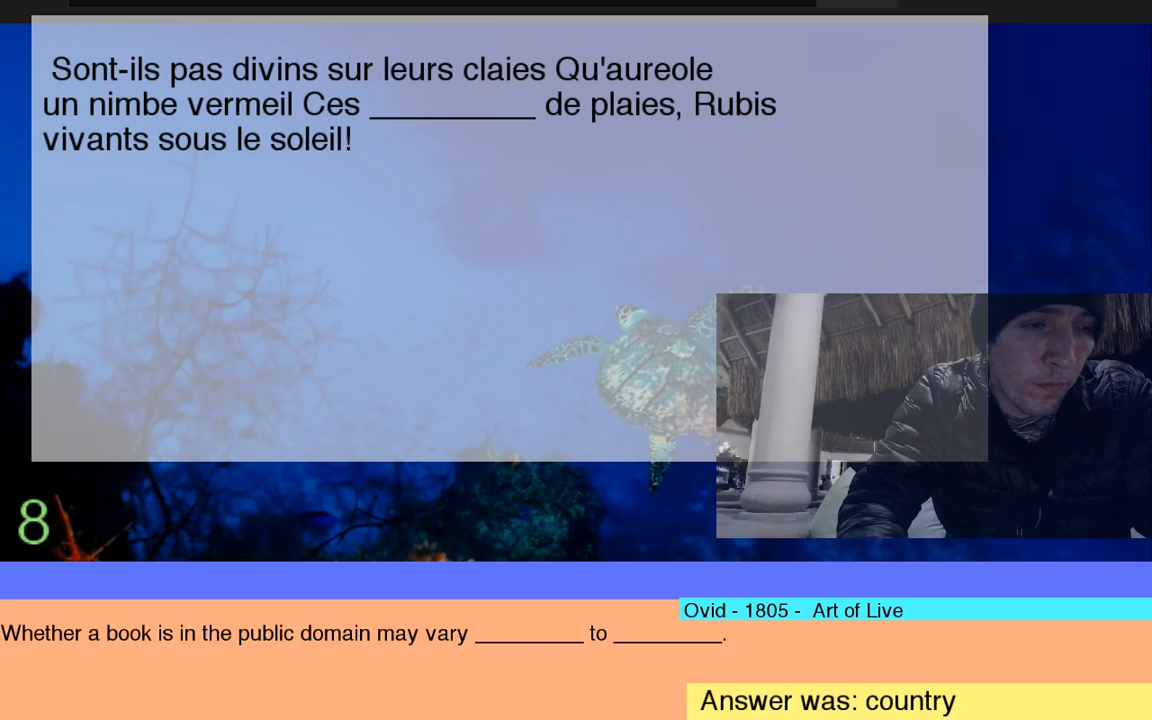 Sont-ils pas divins sur leurs claies Qu'aureole
un nimbe vermeil Ces __________ de plaies, Rubis
vivants sous le soleil!
8
Ovid - 1805 -  Art of Live
Whether a book is in the public domain may vary __________ to __________.
Answer was: country